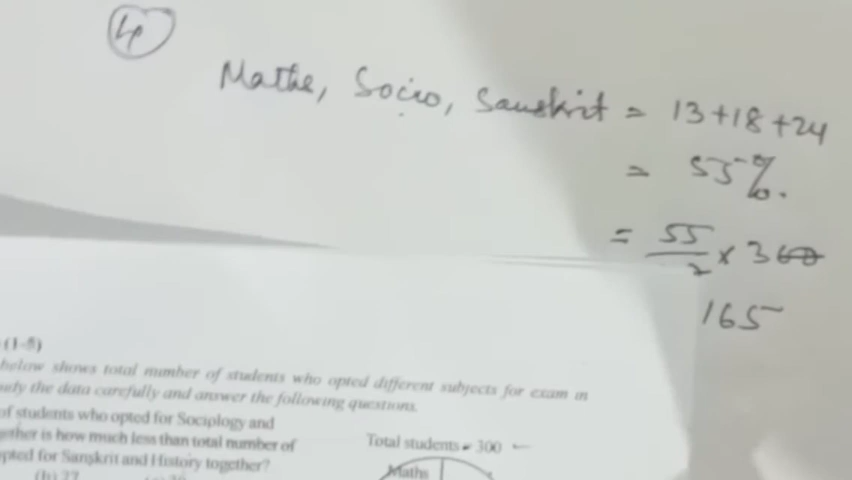 4
Maths, Socio, Sanskrit = 13+18+24
= 55%.
= 55/2 × 300
165
(1-8)
below shows total number of students who opted different subjects for exam in
the data carefully and answer the following questions.
of students who opted for Sociology and
is how much less than total number of
for Sanskrit and History together?
Total students = 300
Maths